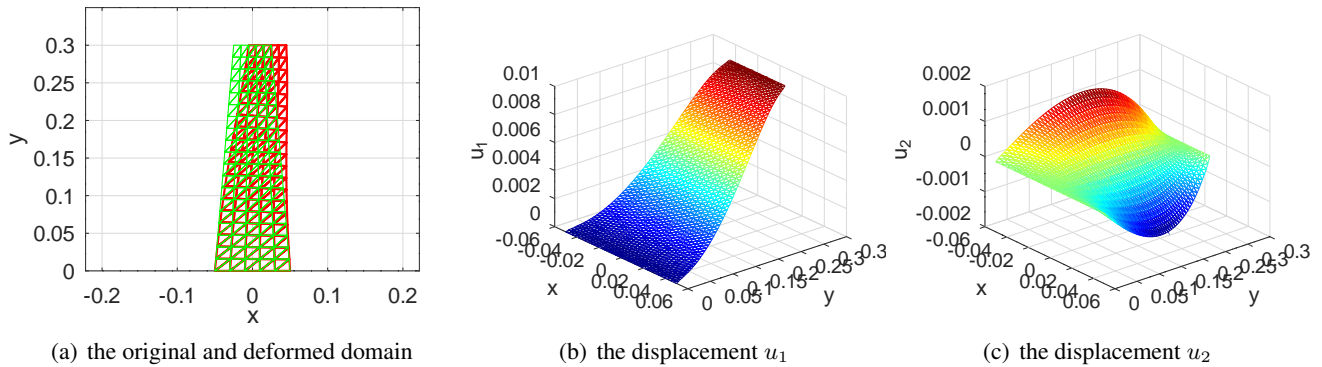 0.3
0.25
0.2
0.15
0.1
0.05
0
y
-0.2 -0.1 0 0.1 0.2
x
(a) the original and deformed domain
0.01
0.008
0.006
0.004
0.002
0
u1
-0.06 -0.04 -0.02 0 0.02 0.04 0.06
x
0 0.05 0.1 0.15 0.2 0.25 0.3
y
(b) the displacement u1
0.002
0.001
0
-0.001
-0.002
u2
-0.06 -0.04 -0.02 0 0.02 0.04 0.06
x
0 0.05 0.1 0.15 0.2 0.25 0.3
y
(c) the displacement u2